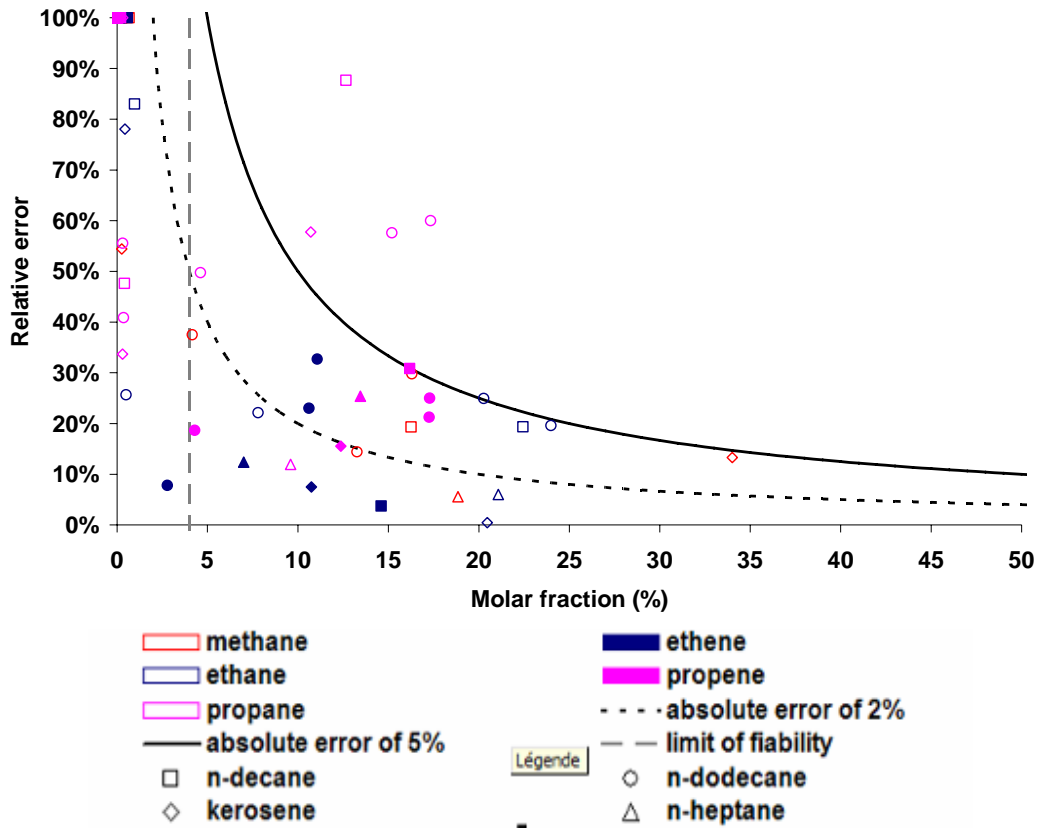 100%
90%
80%
70%
60%
50%
40%
30%
20%
10%
0%
Relative error
0 5 10 15 20 25 30 35 40 45 50
Molar fraction (%)
methane ethene
ethane propene
propane absolute error of 2%
absolute error of 5% limit of fiability
Légende
n-decane n-dodecane
kerosene n-heptane